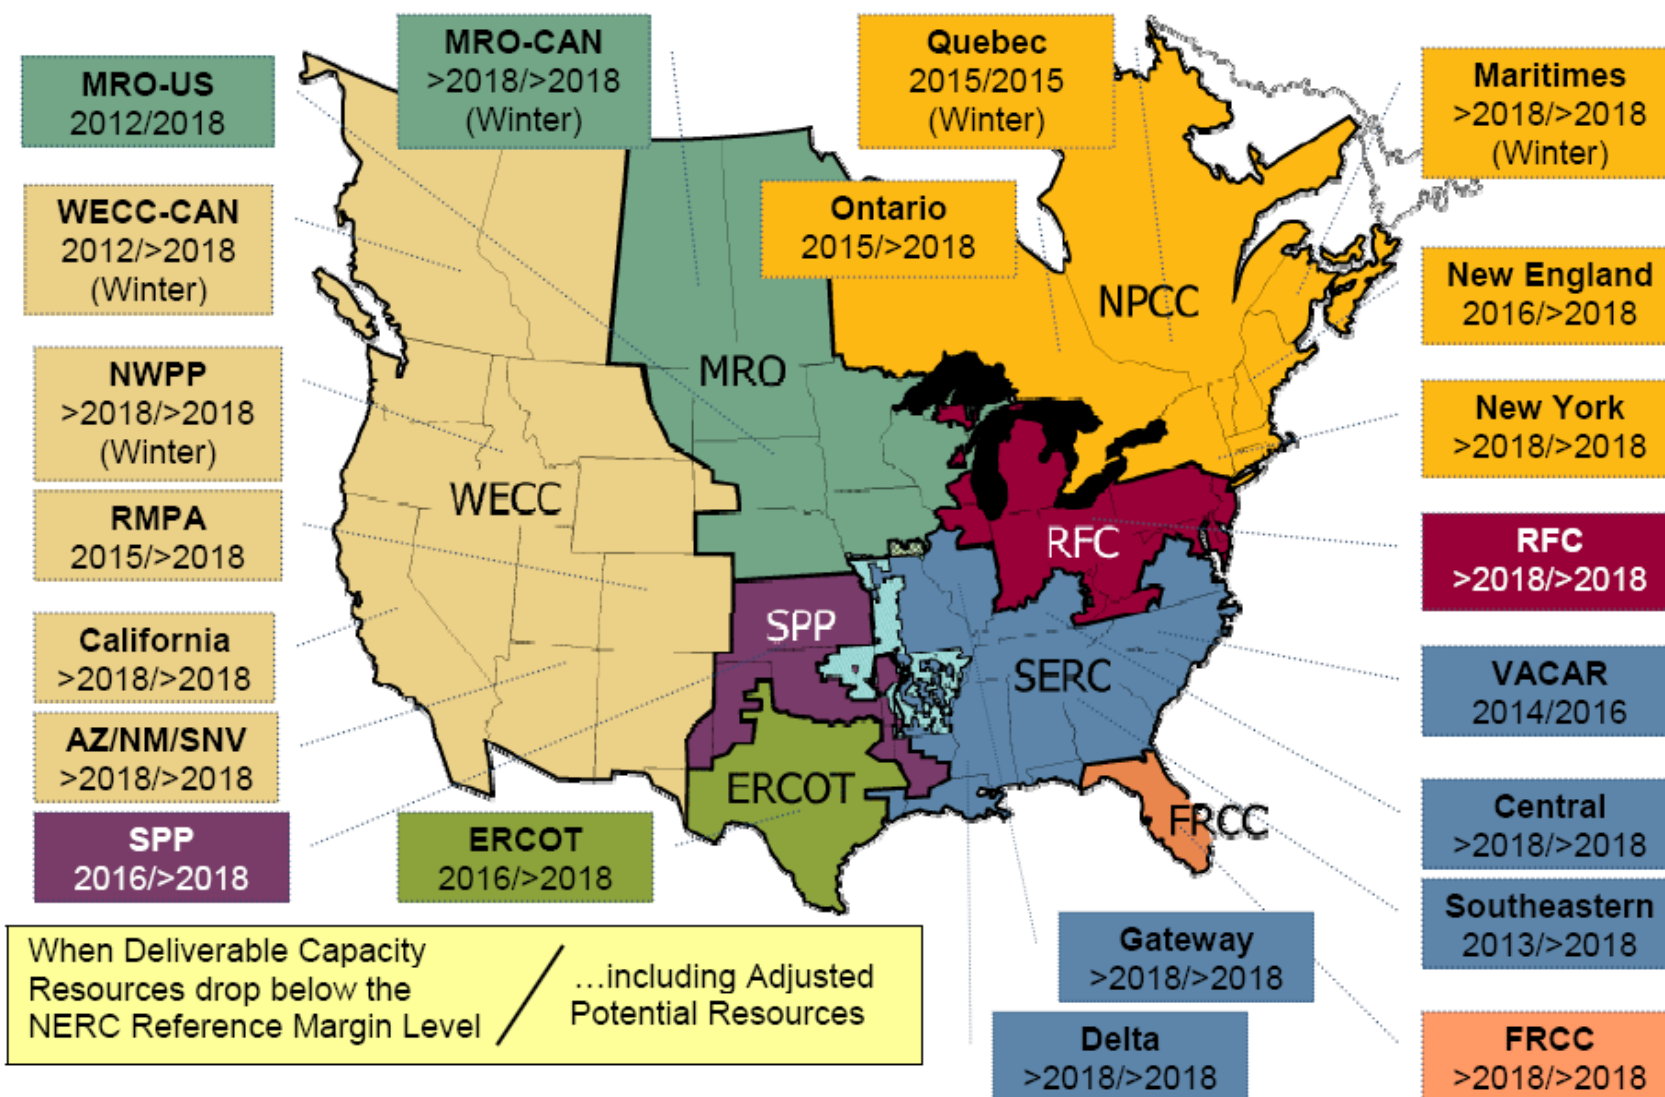 MRO-US
2012/2018
MRO-CAN
>2018/>2018
(Winter)
Quebec
2015/2015
(Winter)
Maritimes
>2018/>2018
(Winter)
WECC-CAN
2012/>2018
(Winter)
Ontario
2015/>2018
New England
2016/>2018
NWPP
>2018/>2018
(Winter)
New York
>2018/>2018
RMPA
2015/>2018
RFC
>2018/>2018
California
>2018/>2018
VACAR
2014/2016
AZ/NM/SNV
>2018/>2018
Central
>2018/>2018
SPP
2016/>2018
ERCOT
2016/>2018
Southeastern
2013/>2018
Gateway
>2018/>2018
Delta
>2018/>2018
FRCC
>2018/>2018
NPCC
MRO
WECC
RFC
SPP
SERC
ERCOT
FRCC
When Deliverable Capacity
Resources drop below the
NERC Reference Margin Level
/
...including Adjusted
Potential Resources